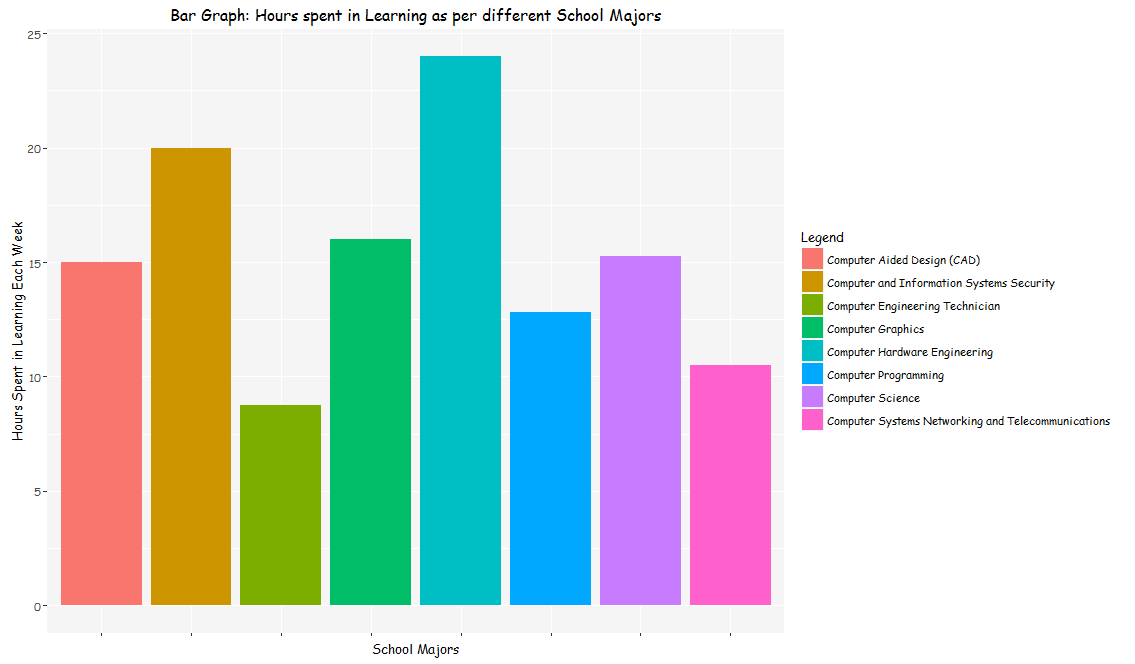 Bar Graph: Hours spent in Learning as per different School Majors
25
20
15
10
5
0
Hours Spent in Learning Each Week
School Majors
Legend
Computer Aided Design (CAD)
Computer and Information Systems Security
Computer Engineering Technician
Computer Graphics
Computer Hardware Engineering
Computer Programming
Computer Science
Computer Systems Networking and Telecommunications